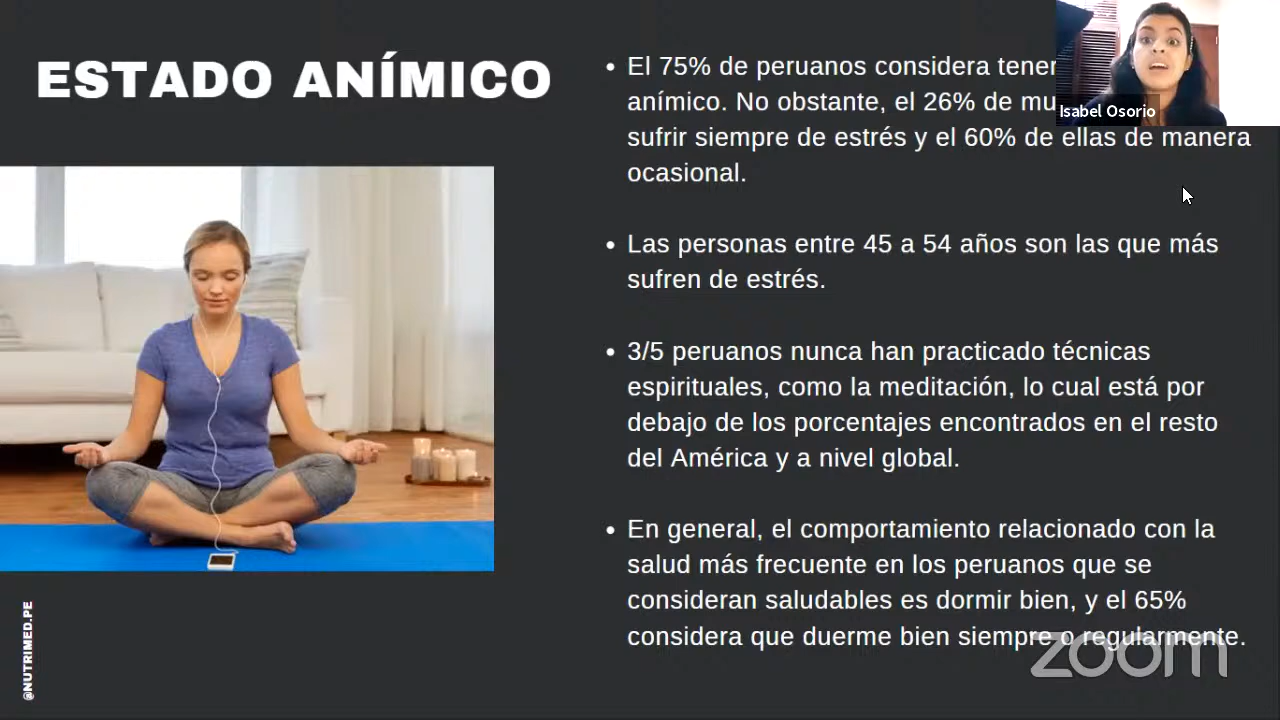 ESTADO ANÍMICO
• El 75% de peruanos considera tener
anímico. No obstante, el 26% de
sufrir siempre de estrés y el 60% de ellas de manera
ocasional.
• Las personas entre 45 a 54 años son las que más
sufren de estrés.
• 3/5 peruanos nunca han practicado técnicas
espirituales, como la meditación, lo cual está por
debajo de los porcentajes encontrados en el resto
del América y a nivel global.
• En general, el comportamiento relacionado con la
salud más frecuente en los peruanos que se
consideran saludables es dormir bien, y el 65%
considera que duerme bien siempre o regularmente.
Isabel Osorio
@NUTRIMED.PE
zoom